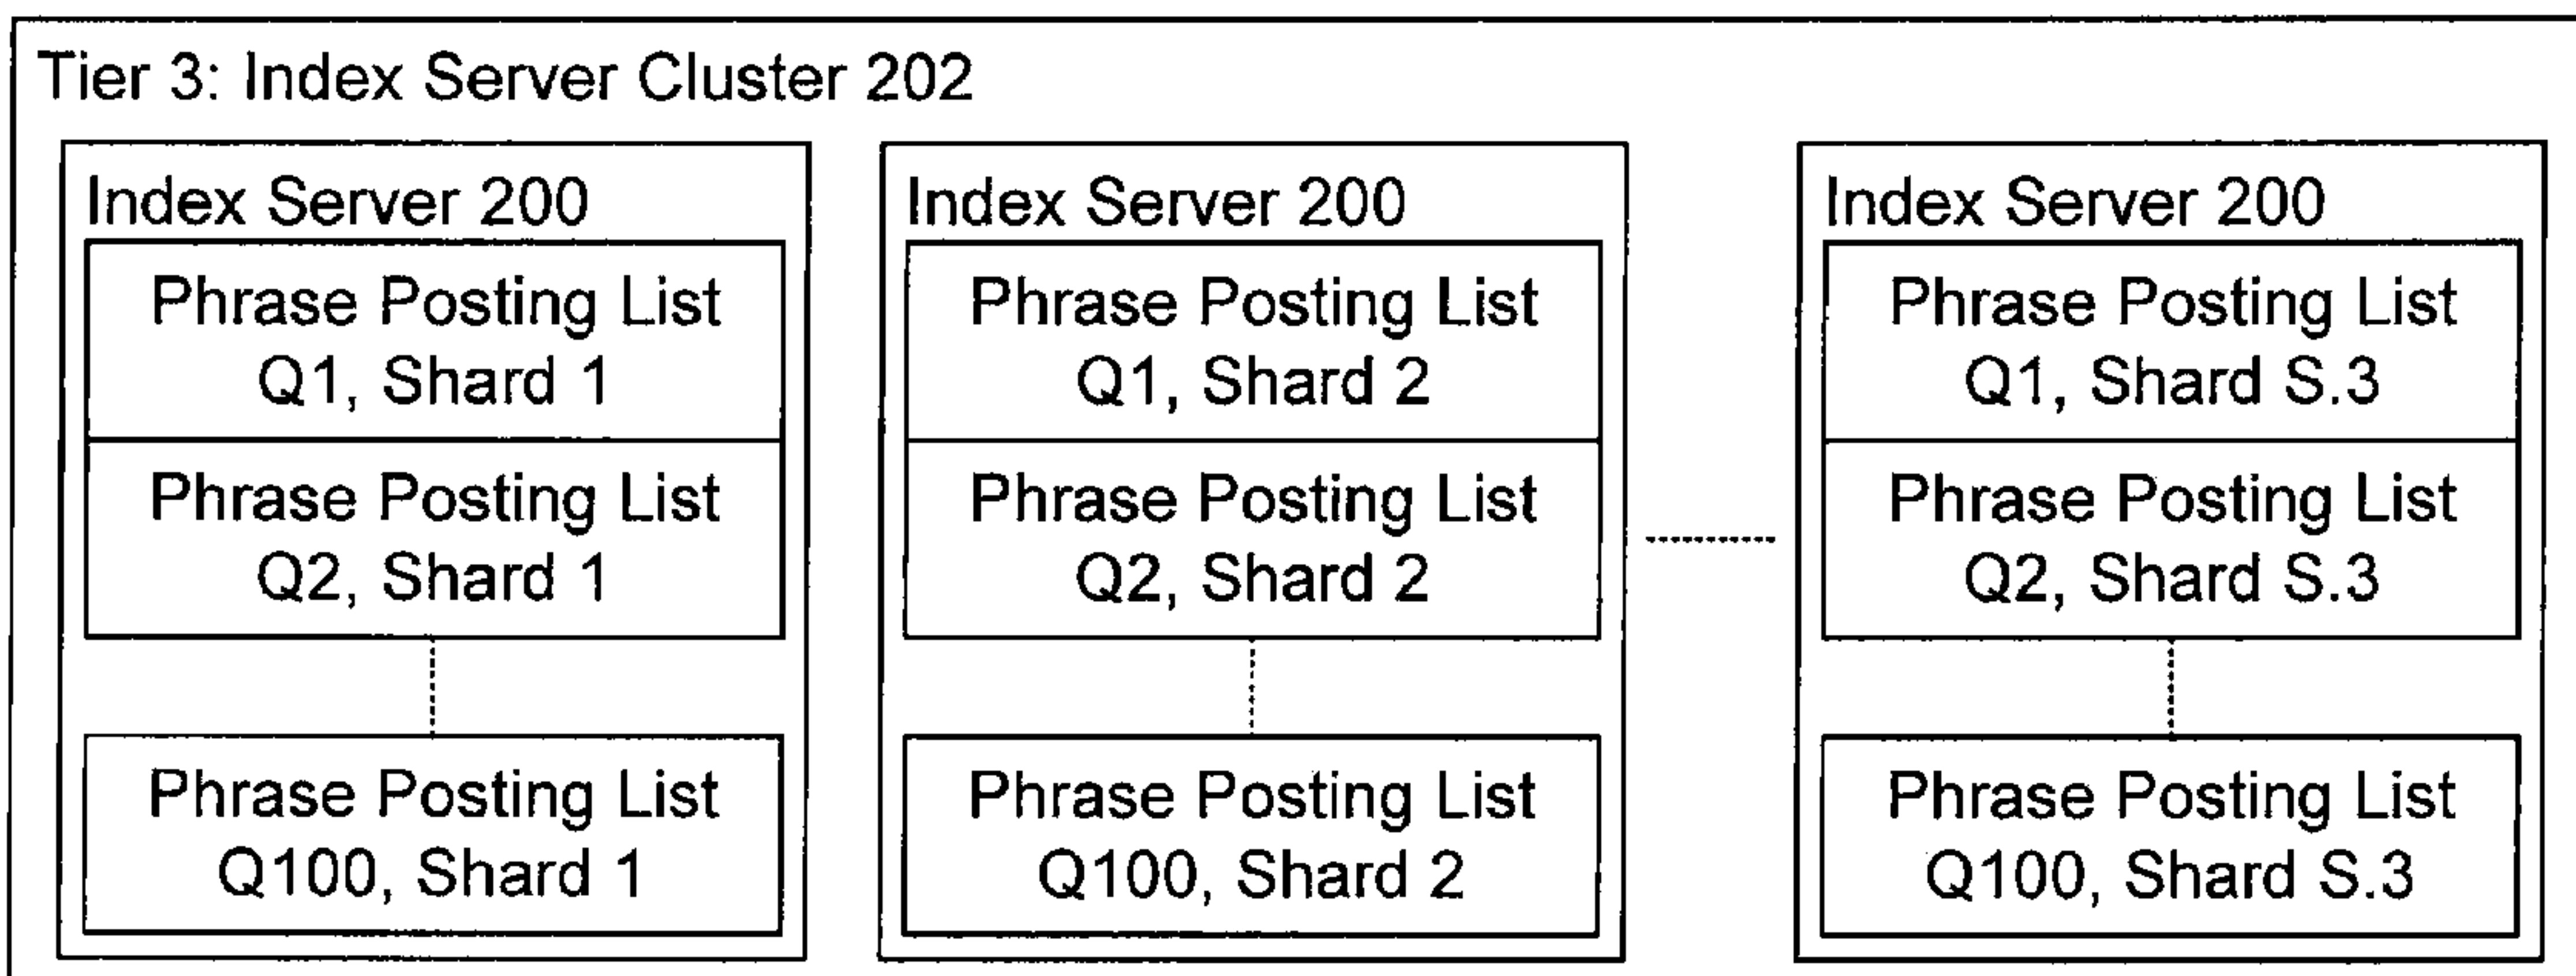 Tier 3: Index Server Cluster 202
Index Server 200
Phrase Posting List
Q1, Shard 1
Phrase Posting List
Q2, Shard 1
Phrase Posting List
Q100, Shard 1
Index Server 200
Phrase Posting List
Q1, Shard 2
Phrase Posting List
Q2, Shard 2
Phrase Posting List
Q100, Shard 2
Index Server 200
Phrase Posting List
Q1, Shard S.3
Phrase Posting List
Q2, Shard S.3
Phrase Posting List
Q100, Shard S.3